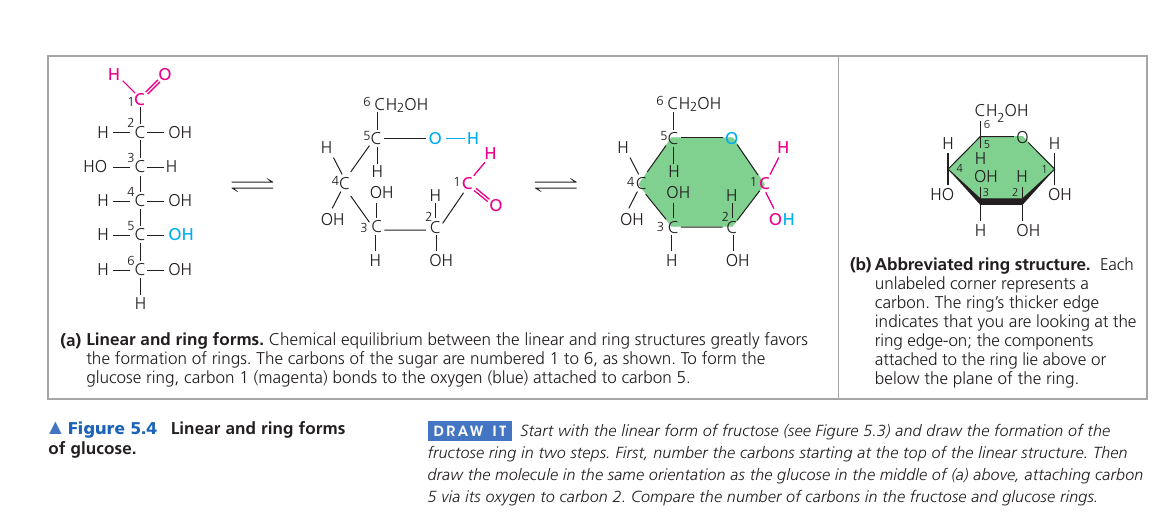 H O
1C
H — 2C — OH
HO — 3C — H
H — 4C — OH
H — 5C — OH
H — 6C — OH
H
6 CH2OH
5C — O — H
H H
H
4C 1C
OH H O
OH 3C 2C
H OH
6 CH2OH
5C O
H H
H
4C 1C
OH H
OH 3C 2C OH
H OH
CH2OH
6
H 5 O H
H
4 OH H 1
HO 3 2 OH
H OH
(a) Linear and ring forms. Chemical equilibrium between the linear and ring structures greatly favors
the formation of rings. The carbons of the sugar are numbered 1 to 6, as shown. To form the
glucose ring, carbon 1 (magenta) bonds to the oxygen (blue) attached to carbon 5.
(b) Abbreviated ring structure. Each
unlabeled corner represents a
carbon. The ring’s thicker edge
indicates that you are looking at the
ring edge-on; the components
attached to the ring lie above or
below the plane of the ring.
▲ Figure 5.4 Linear and ring forms
of glucose.
DRAW IT Start with the linear form of fructose (see Figure 5.3) and draw the formation of the
fructose ring in two steps. First, number the carbons starting at the top of the linear structure. Then
draw the molecule in the same orientation as the glucose in the middle of (a) above, attaching carbon
5 via its oxygen to carbon 2. Compare the number of carbons in the fructose and glucose rings.